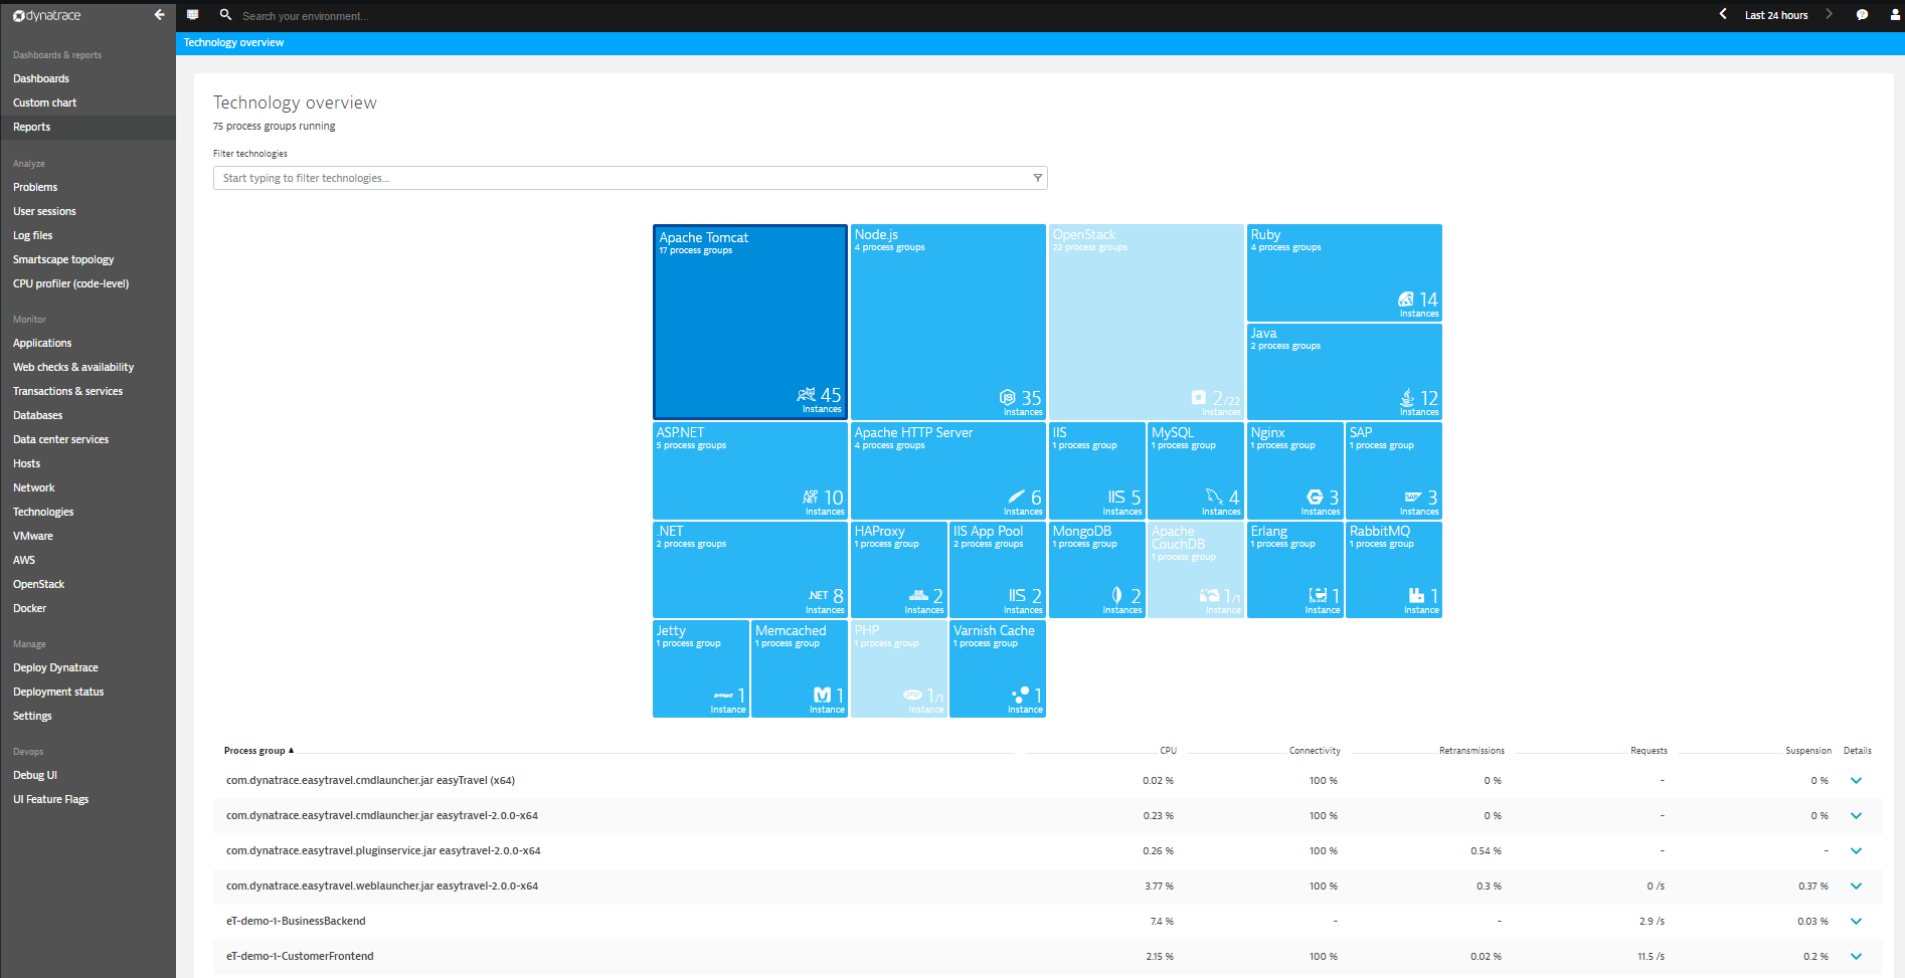 dynatrace
Search your environment...
Last 24 hours
Technology overview
Dashboards & reports
Dashboards
Custom chart
Reports
Analyze
Problems
User sessions
Log files
Smartscape topology
CPU profiler (code-level)
Monitor
Applications
Web checks & availability
Transactions & services
Databases
Data center services
Hosts
Network
Technologies
VMware
AWS
OpenStack
Docker
Manage
Deploy Dynatrace
Deployment status
Settings
Devops
Debug UI
UI Feature Flags
Technology overview
75 process groups running
Filter technologies
Start typing to filter technologies...
Apache Tomcat
17 process groups
45
Instances
Node.js
4 process groups
JS 35
Instances
OpenStack
22 process groups
2/22
Instances
Ruby
4 process groups
14
Instances
Java
2 process groups
12
Instances
ASP.NET
5 process groups
ASP .NET 10
Instances
Apache HTTP Server
4 process groups
6
Instances
IIS
1 process group
IIS 5
Instances
MySQL
1 process group
4
Instances
Nginx
1 process group
G 3
Instances
SAP
1 process group
SAP 3
Instances
.NET
2 process groups
.NET 8
Instances
HAProxy
1 process group
2
Instances
IIS App Pool
2 process groups
IIS 2
Instances
MongoDB
1 process group
2
Instances
Apache
CouchDB
1 process group
1/1
Instance
Erlang
1 process group
1
Instance
RabbitMQ
1 process group
1
Instance
Jetty
1 process group
1
Instance
Memcached
1 process group
1
Instance
PHP
1 process group
php 1/1
Instance
Varnish Cache
1 process group
1
Instance
Process group ▲ CPU Connectivity Retransmissions Requests Suspension Details
com.dynatrace.easytravel.cmdlauncher.jar easyTravel (x64) 0.02 % 100 % 0 % - 0 %
com.dynatrace.easytravel.cmdlauncher.jar easytravel-2.0.0-x64 0.23 % 100 % 0 % - 0 %
com.dynatrace.easytravel.pluginservice.jar easytravel-2.0.0-x64 0.26 % 100 % 0.54 % - -
com.dynatrace.easytravel.weblauncher.jar easytravel-2.0.0-x64 3.77 % 100 % 0.3 % 0 /s 0.37 %
eT-demo-1-BusinessBackend 7.4 % - - 2.9 /s 0.03 %
eT-demo-1-CustomerFrontend 2.15 % 100 % 0.02 % 11.5 /s 0.2 %